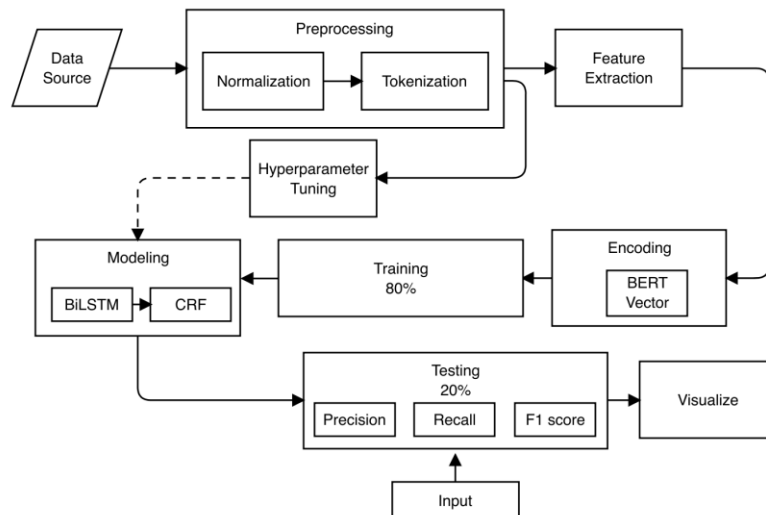 Data
Source
Preprocessing
Normalization
Tokenization
Feature
Extraction
Hyperparameter
Tuning
Modeling
BiLSTM
CRF
Training
80%
Encoding
BERT
Vector
Testing
20%
Precision
Recall
F1 score
Visualize
Input